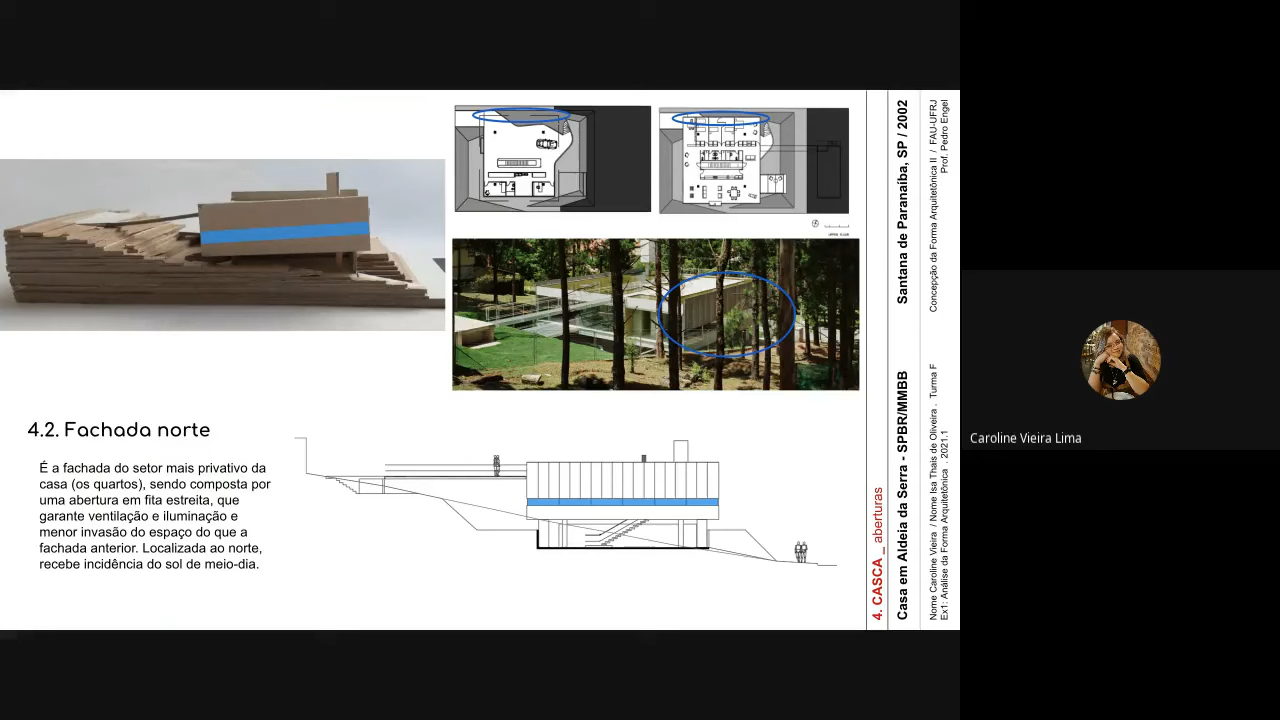 4.2. Fachada norte
É a fachada do setor mais privativo da
casa (os quartos), sendo composta por
uma abertura em fita estreita, que
garante ventilação e iluminação e
menor invasão do espaço do que a
fachada anterior. Localizada ao norte,
recebe incidência do sol de meio-dia.
4. CASCA _ aberturas
Casa em Aldeia da Serra - SPBR/MMBB
Santana de Paranaíba, SP / 2002
Nome Caroline Vieira / Nome Isa Thais de Oliveira . Turma F
Ex1: Análise da Forma Arquitetônica . 2021.1
Concepção da Forma Arquitetônica II / FAU-UFRJ
Prof. Pedro Engel
Caroline Vieira Lima